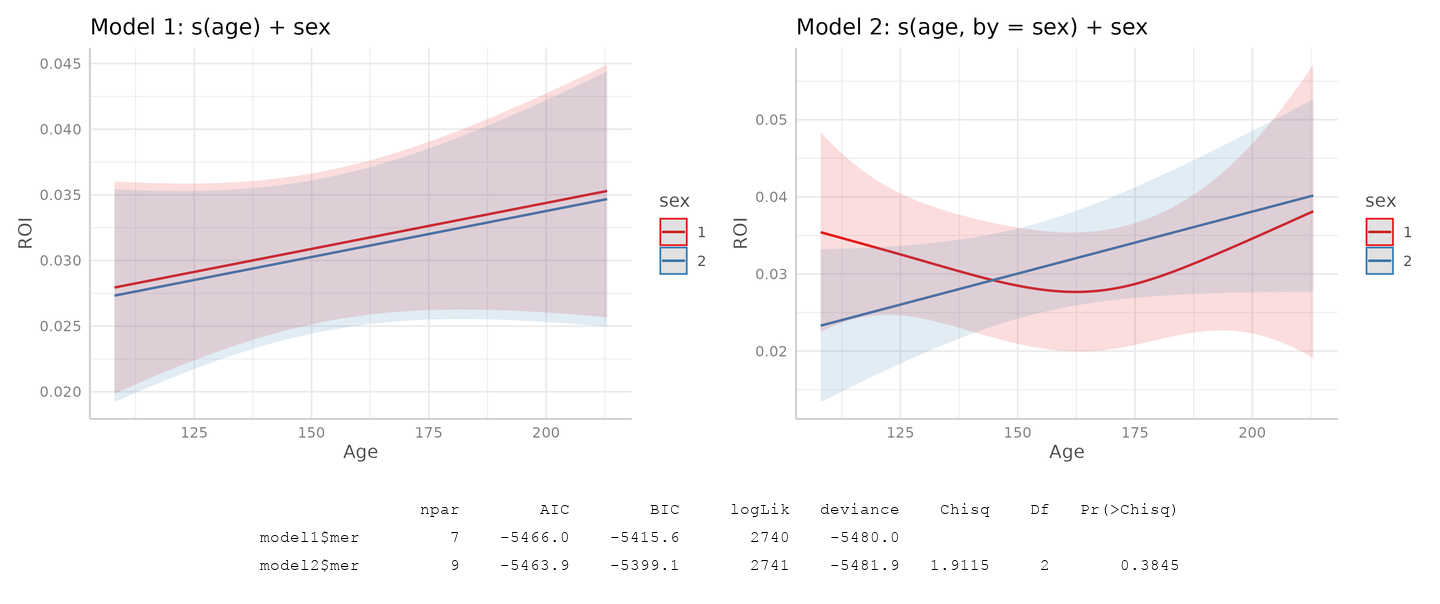 Model 1: s(age) + sex
0.045
0.040
0.035
0.030
0.025
0.020
ROI
125 150 175 200
Age
sex
1
2
Model 2: s(age, by = sex) + sex
0.05
0.04
0.03
0.02
ROI
125 150 175 200
Age
sex
1
2
npar AIC BIC logLik deviance Chisq Df Pr(>Chisq)
model1$mer 7 -5466.0 -5415.6 2740 -5480.0
model2$mer 9 -5463.9 -5399.1 2741 -5481.9 1.9115 2 0.3845